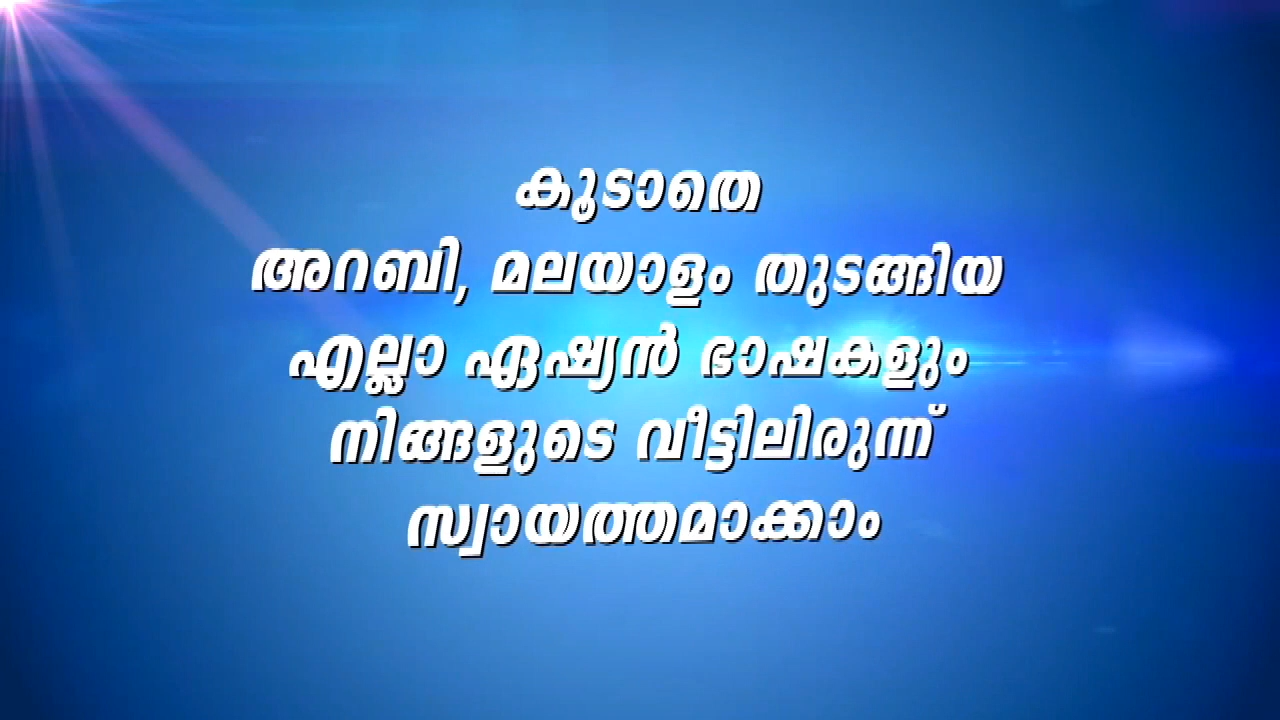 കൂടാതെ
അറബി, മലയാളം തുടങ്ങിയ
എല്ലാ ഏഷ്യൻ ഭാഷകളും
നിങ്ങളുടെ വീട്ടിലിരുന്ന്
സ്വായത്തമാക്കാം